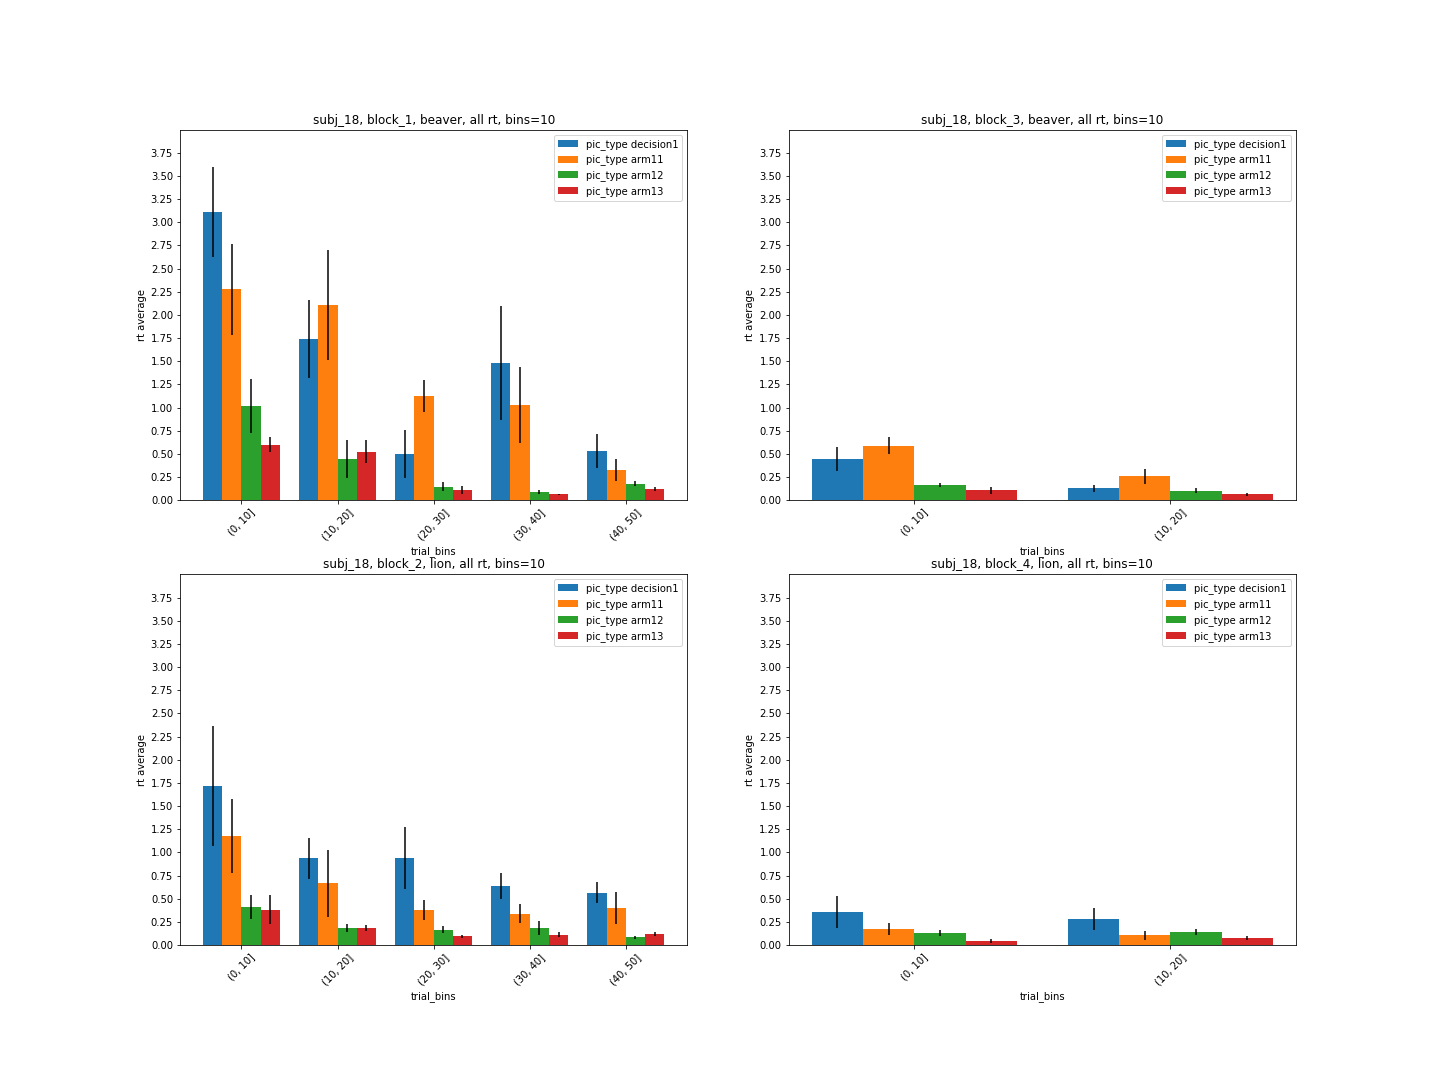 subj_18, block_1, beaver, all rt, bins=10
pic_type decision1
pic_type arm11
pic_type arm12
pic_type arm13
3.75
3.50
3.25
3.00
2.75
2.50
2.25
2.00
1.75
1.50
1.25
1.00
0.75
0.50
0.25
0.00
rt average
(0, 10]
(10, 20]
(20, 30]
(30, 40]
(40, 50]
trial_bins
subj_18, block_3, beaver, all rt, bins=10
pic_type decision1
pic_type arm11
pic_type arm12
pic_type arm13
3.75
3.50
3.25
3.00
2.75
2.50
2.25
2.00
1.75
1.50
1.25
1.00
0.75
0.50
0.25
0.00
rt average
(0, 10]
(10, 20]
trial_bins
subj_18, block_2, lion, all rt, bins=10
pic_type decision1
pic_type arm11
pic_type arm12
pic_type arm13
3.75
3.50
3.25
3.00
2.75
2.50
2.25
2.00
1.75
1.50
1.25
1.00
0.75
0.50
0.25
0.00
rt average
(0, 10]
(10, 20]
(20, 30]
(30, 40]
(40, 50]
trial_bins
subj_18, block_4, lion, all rt, bins=10
pic_type decision1
pic_type arm11
pic_type arm12
pic_type arm13
3.75
3.50
3.25
3.00
2.75
2.50
2.25
2.00
1.75
1.50
1.25
1.00
0.75
0.50
0.25
0.00
rt average
(0, 10]
(10, 20]
trial_bins